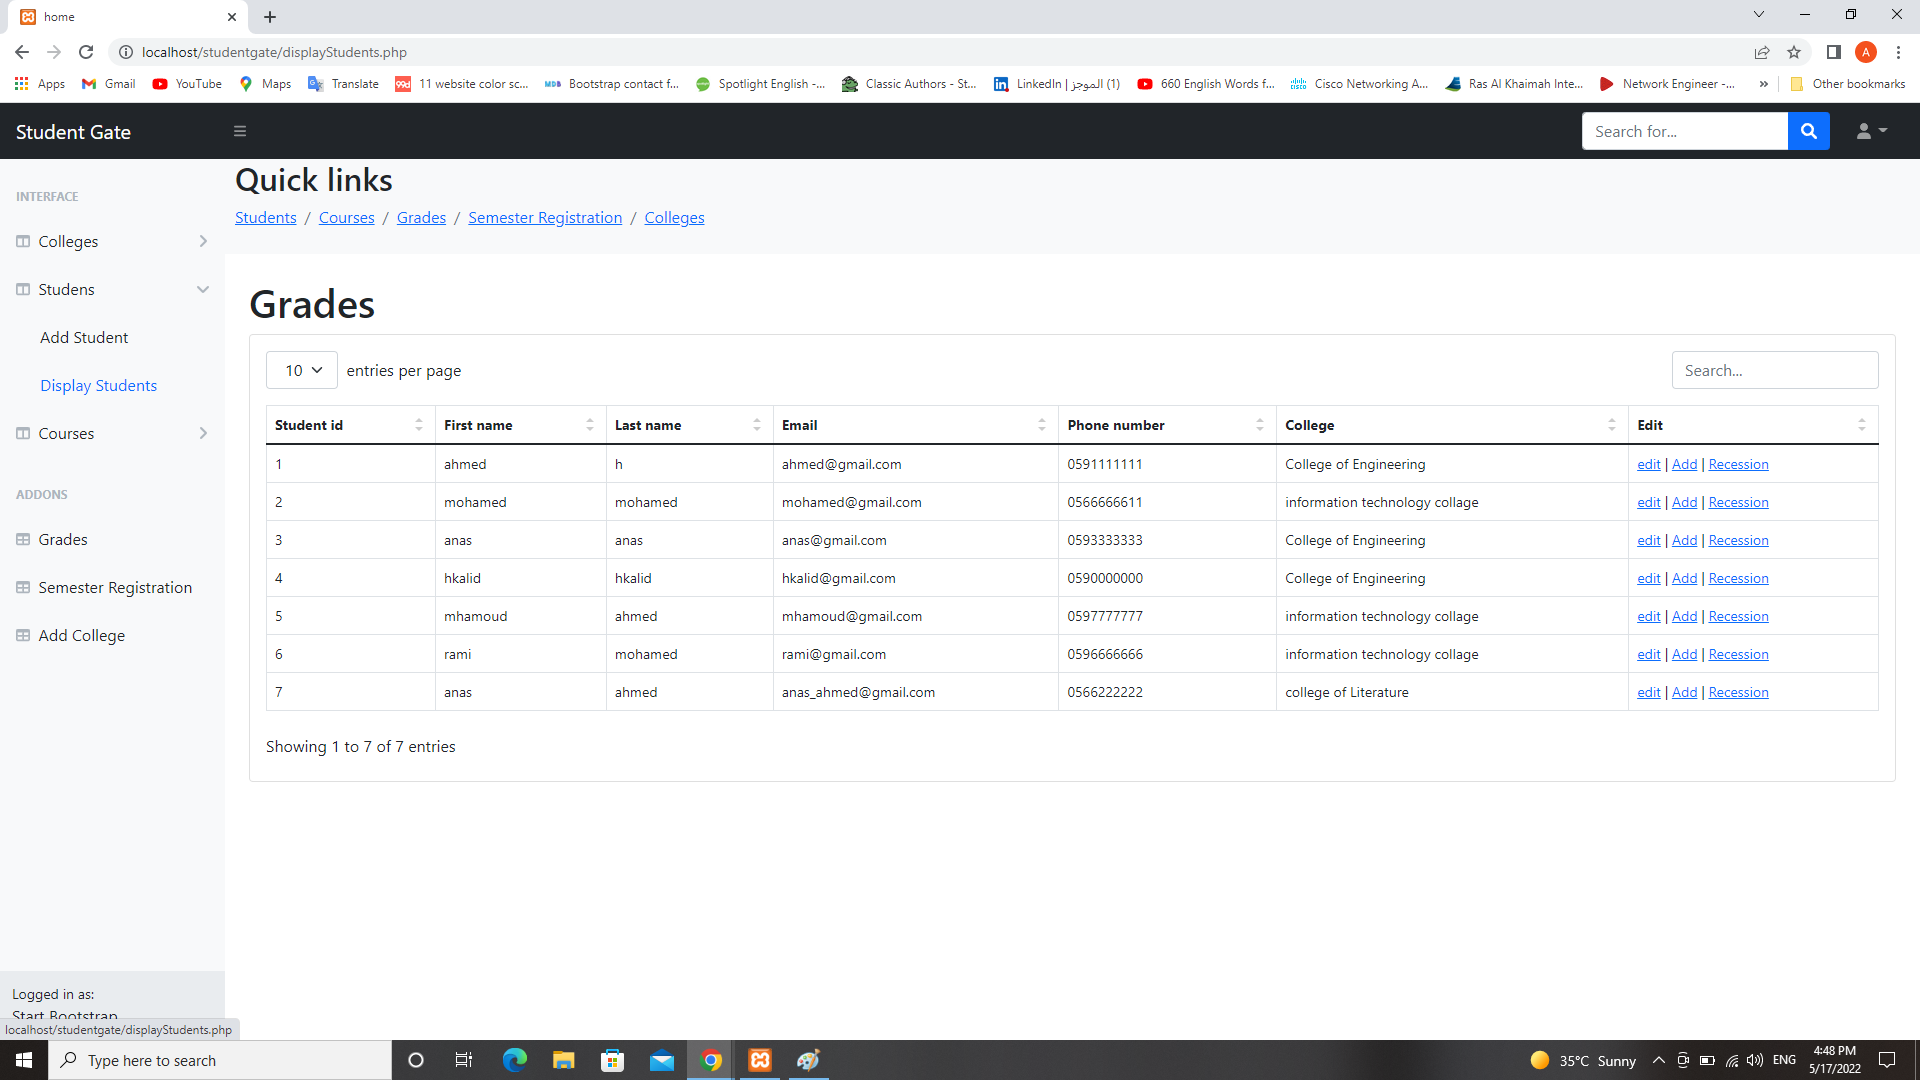 home
localhost/studentgate/displayStudents.php
Apps Gmail YouTube Maps Translate 11 website color sc... Bootstrap contact f... Spotlight English -... Classic Authors - St... LinkedIn | الموجز (1) 660 English Words f... Cisco Networking A... Ras Al Khaimah Inte... Network Engineer -... » Other bookmarks
Student Gate Search for...
Quick links
Students / Courses / Grades / Semester Registration / Colleges
INTERFACE
Colleges
Studens
Add Student
Display Students
Courses
ADDONS
Grades
Semester Registration
Add College
Logged in as:
Start Bootstrap
localhost/studentgate/displayStudents.php
Grades
10 entries per page Search...
Student id First name Last name Email Phone number College Edit
1 ahmed h ahmed@gmail.com 0591111111 College of Engineering edit | Add | Recession
2 mohamed mohamed mohamed@gmail.com 0566666611 information technology collage edit | Add | Recession
3 anas anas anas@gmail.com 0593333333 College of Engineering edit | Add | Recession
4 hkalid hkalid hkalid@gmail.com 0590000000 College of Engineering edit | Add | Recession
5 mhamoud ahmed mhamoud@gmail.com 0597777777 information technology collage edit | Add | Recession
6 rami mohamed rami@gmail.com 0596666666 information technology collage edit | Add | Recession
7 anas ahmed anas_ahmed@gmail.com 0566222222 college of Literature edit | Add | Recession
Showing 1 to 7 of 7 entries
Type here to search
35°C Sunny ENG 4:48 PM
5/17/2022